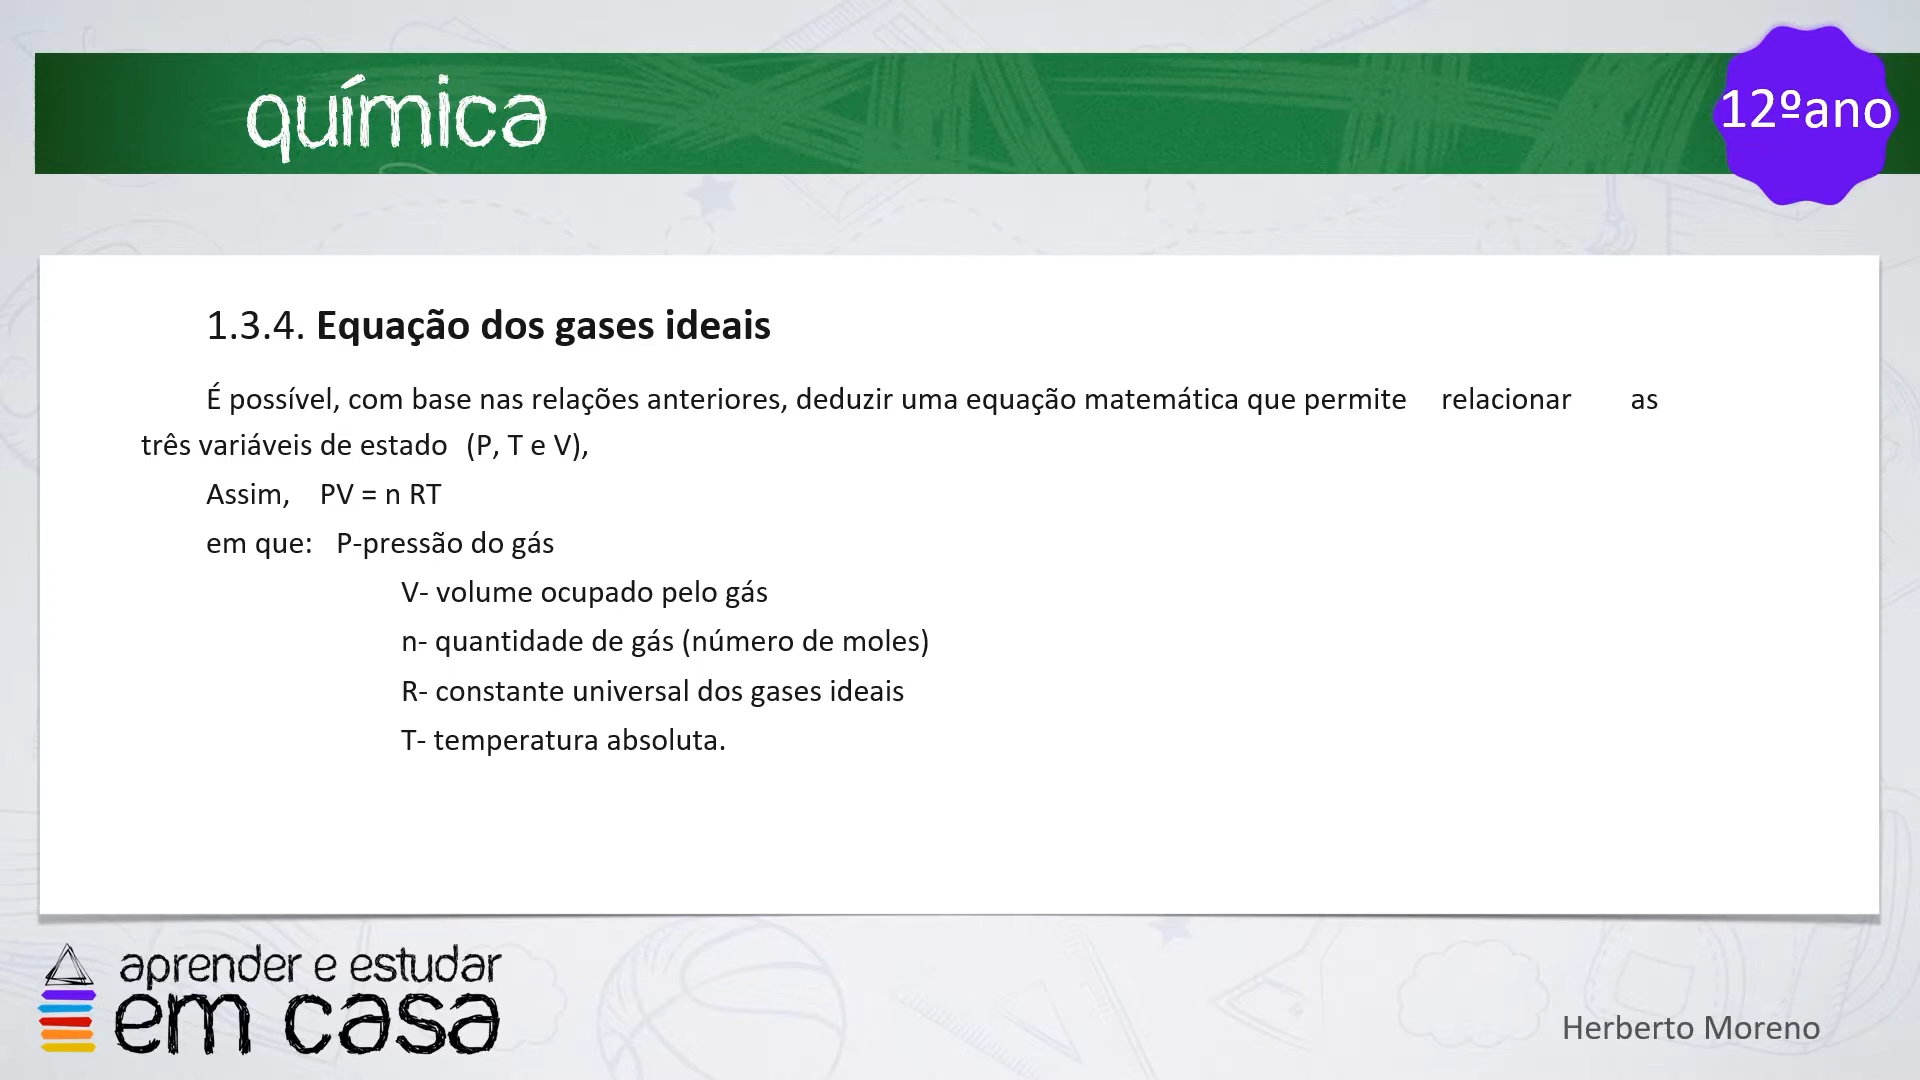 química
12ºano
1.3.4. Equação dos gases ideais
É possível, com base nas relações anteriores, deduzir uma equação matemática que permite relacionar as
três variáveis de estado (P, T e V),
Assim, PV = n RT
em que: P-pressão do gás
V- volume ocupado pelo gás
n- quantidade de gás (número de moles)
R- constante universal dos gases ideais
T- temperatura absoluta.
aprender e estudar
em casa
Herberto Moreno